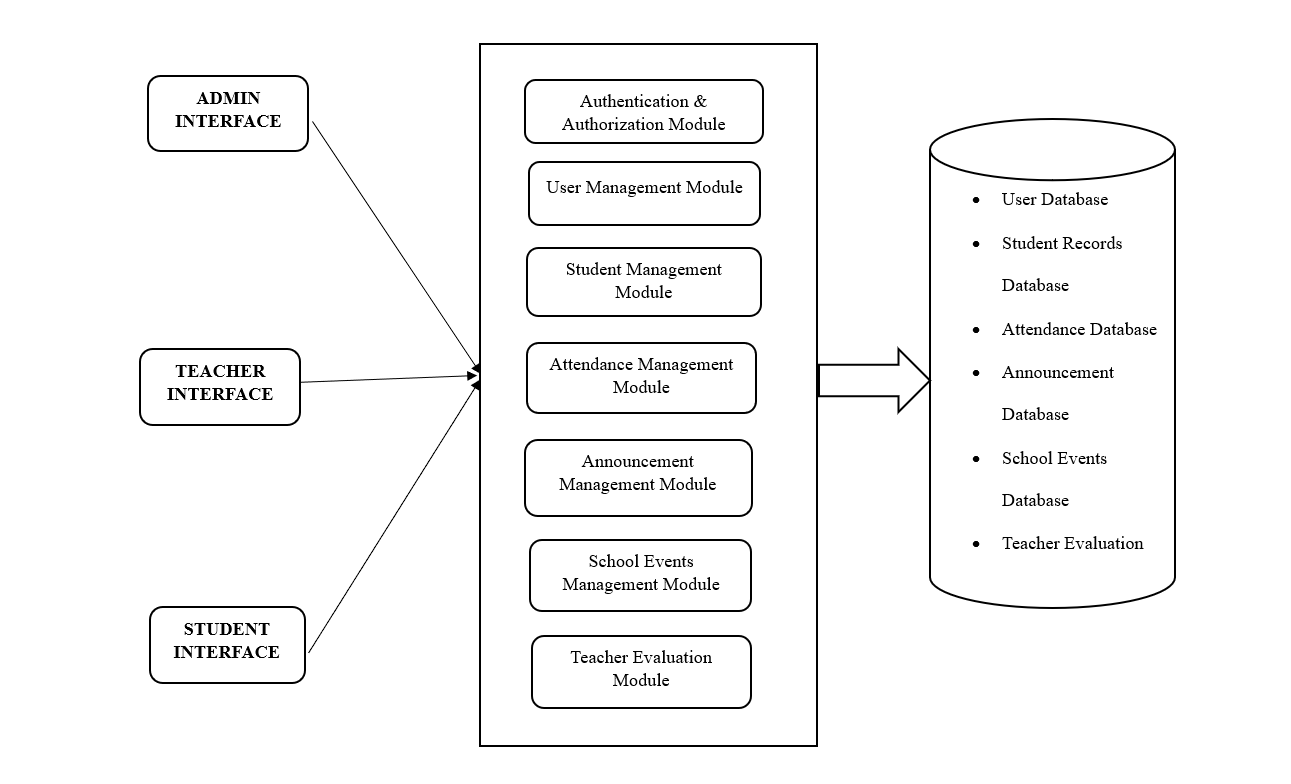 ADMIN
INTERFACE
TEACHER
INTERFACE
STUDENT
INTERFACE
Authentication &
Authorization Module
User Management Module
Student Management
Module
Attendance Management
Module
Announcement
Management Module
School Events
Management Module
Teacher Evaluation
Module
• User Database
• Student Records
Database
• Attendance Database
• Announcement
Database
• School Events
Database
• Teacher Evaluation